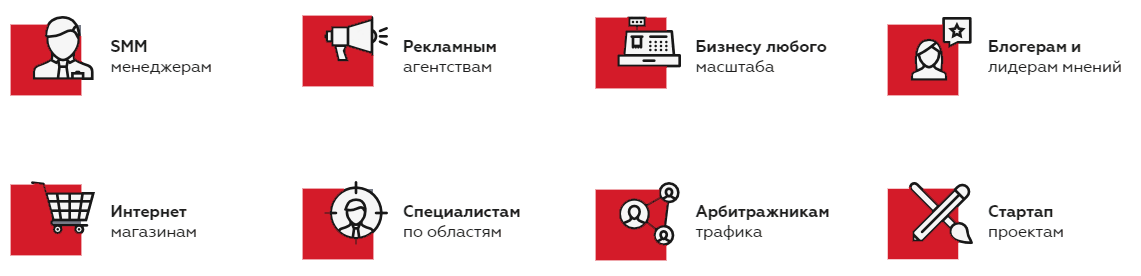 SMM
менеджерам
Рекламным
агентствам
Бизнесу любого
масштаба
Блогерам и
лидерам мнений
Интернет
магазинам
Специалистам
по областям
Арбитражникам
трафика
Стартап
проектам